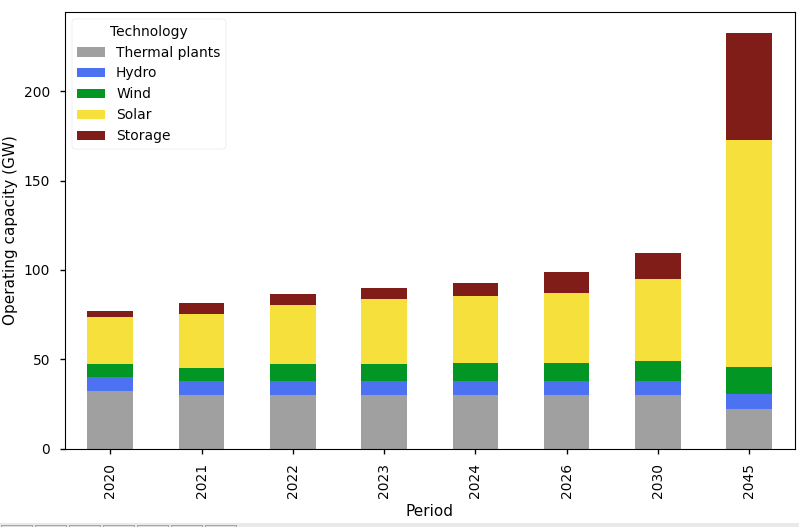 Technology
Thermal plants
Hydro
Wind
Solar
Storage
Operating capacity (GW)
200
150
100
50
0
2020
2021
2022
2023
2024
2026
2030
2045
Period